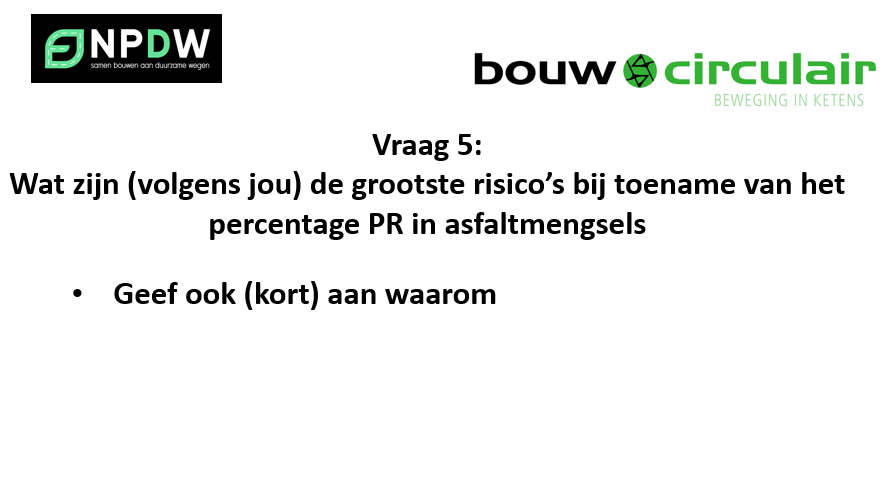 NPDW
samen bouwen aan duurzame wegen
bouw circulair
BEWEGING IN KETENS
Vraag 5:
Wat zijn (volgens jou) de grootste risico’s bij toename van het
percentage PR in asfaltmengsels
• Geef ook (kort) aan waarom